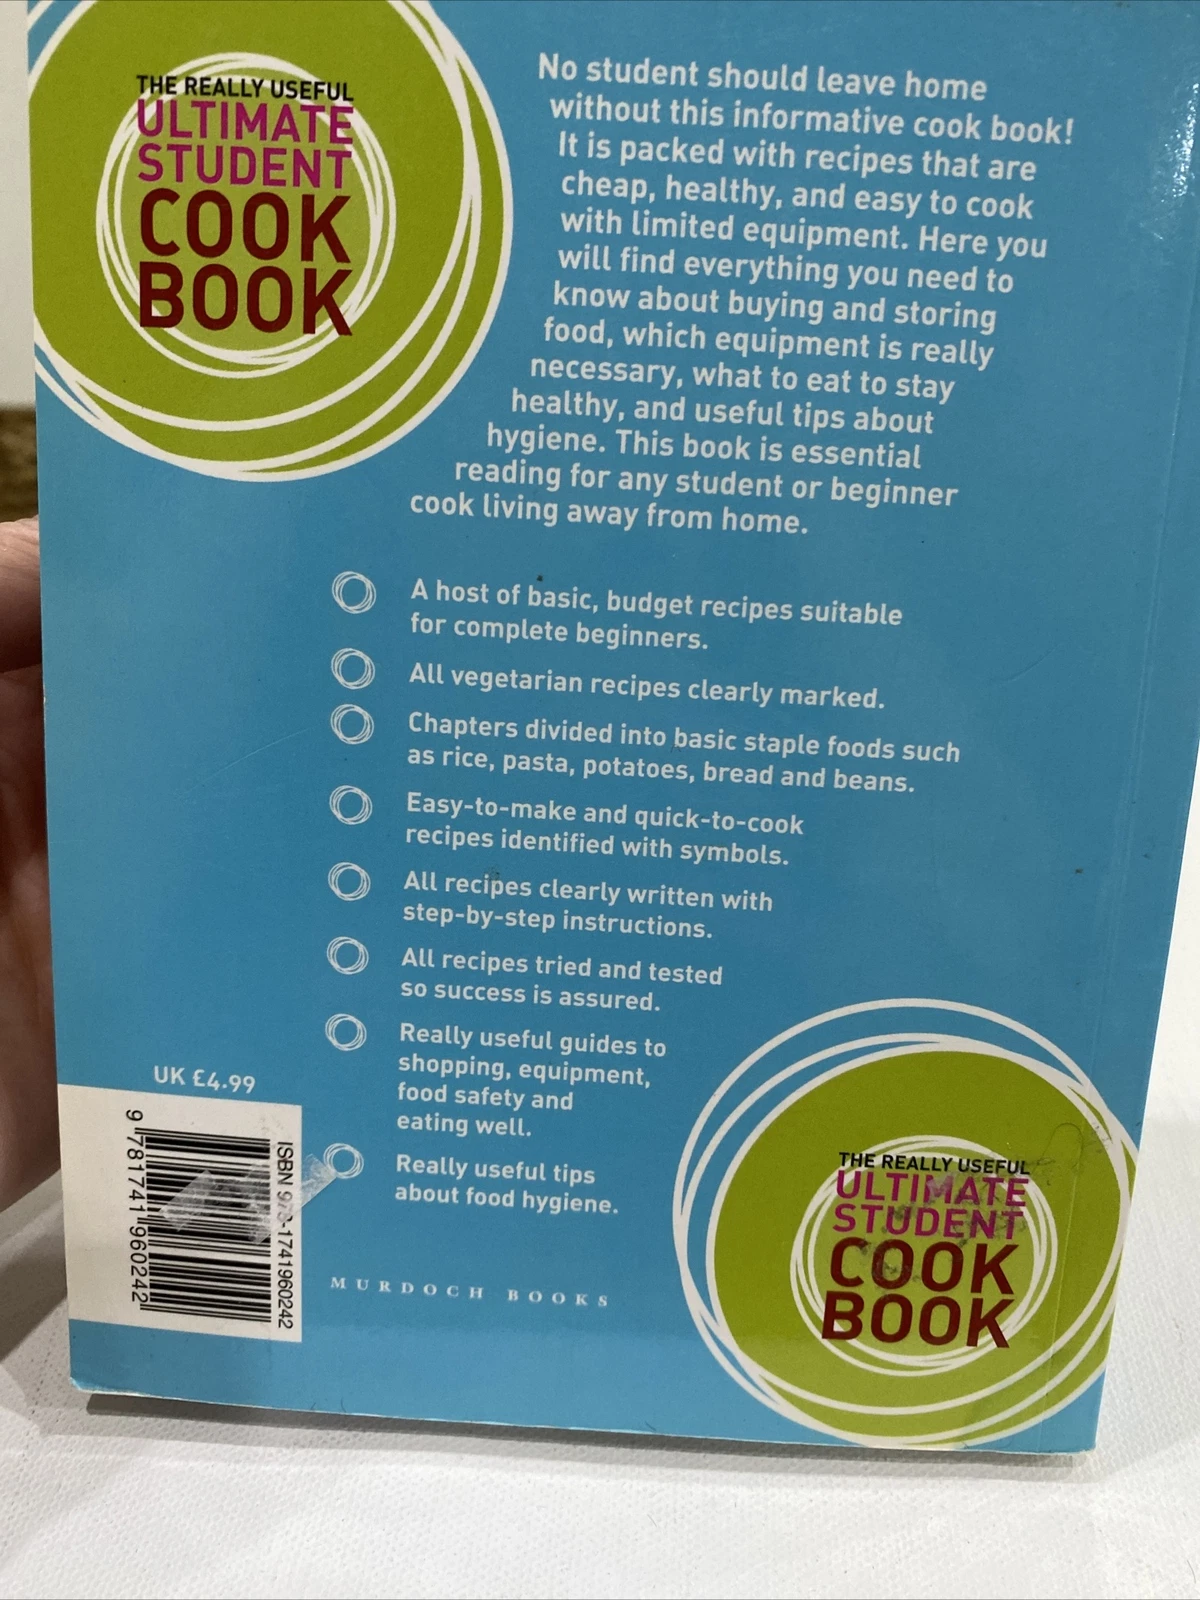 THE REALLY USEFUL
ULTIMATE
STUDENT
COOK
BOOK
No student should leave home
without this informative cook book!
It is packed with recipes that are
cheap, healthy, and easy to cook
with limited equipment. Here you
will find everything you need to
know about buying and storing
food, which equipment is really
necessary, what to eat to stay
healthy, and useful tips about
hygiene. This book is essential
reading for any student or beginner
cook living away from home.
A host of basic, budget recipes suitable
for complete beginners.
All vegetarian recipes clearly marked.
Chapters divided into basic staple foods such
as rice, pasta, potatoes, bread and beans.
Easy-to-make and quick-to-cook
recipes identified with symbols.
All recipes clearly written with
step-by-step instructions.
All recipes tried and tested
so success is assured.
Really useful guides to
shopping, equipment,
food safety and
eating well.
Really useful tips
about food hygiene.
UK £4.99
ISBN 978-1741960242
9 781741 960242
MURDOCH BOOKS
THE REALLY USEFUL
ULTIMATE
STUDENT
COOK
BOOK